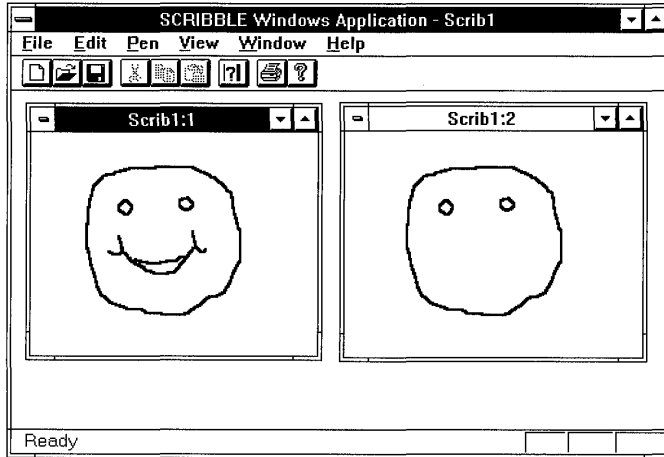 SCRIBBLE Windows Application - Scrib1
File Edit Pen View Window Help
?
?
Scrib1:1
Scrib1:2
Ready